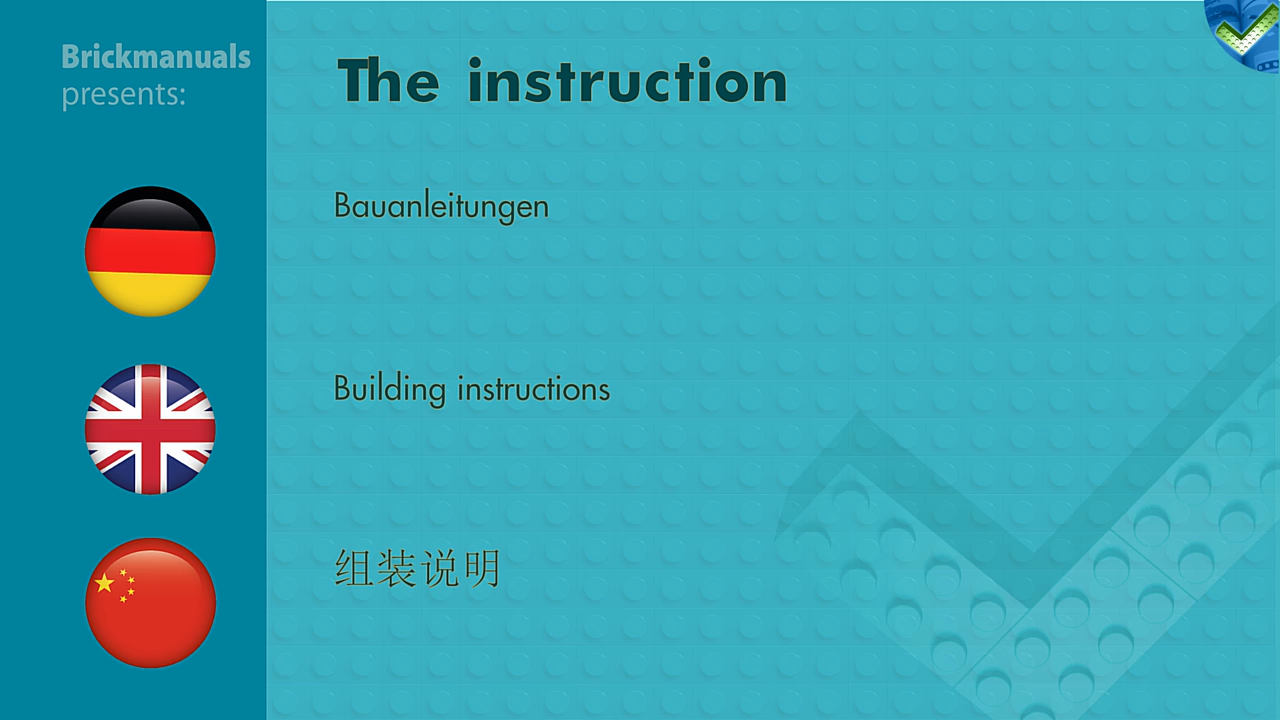 Brickmanuals
presents:
The instruction
Bauanleitungen
Building instructions
组装说明